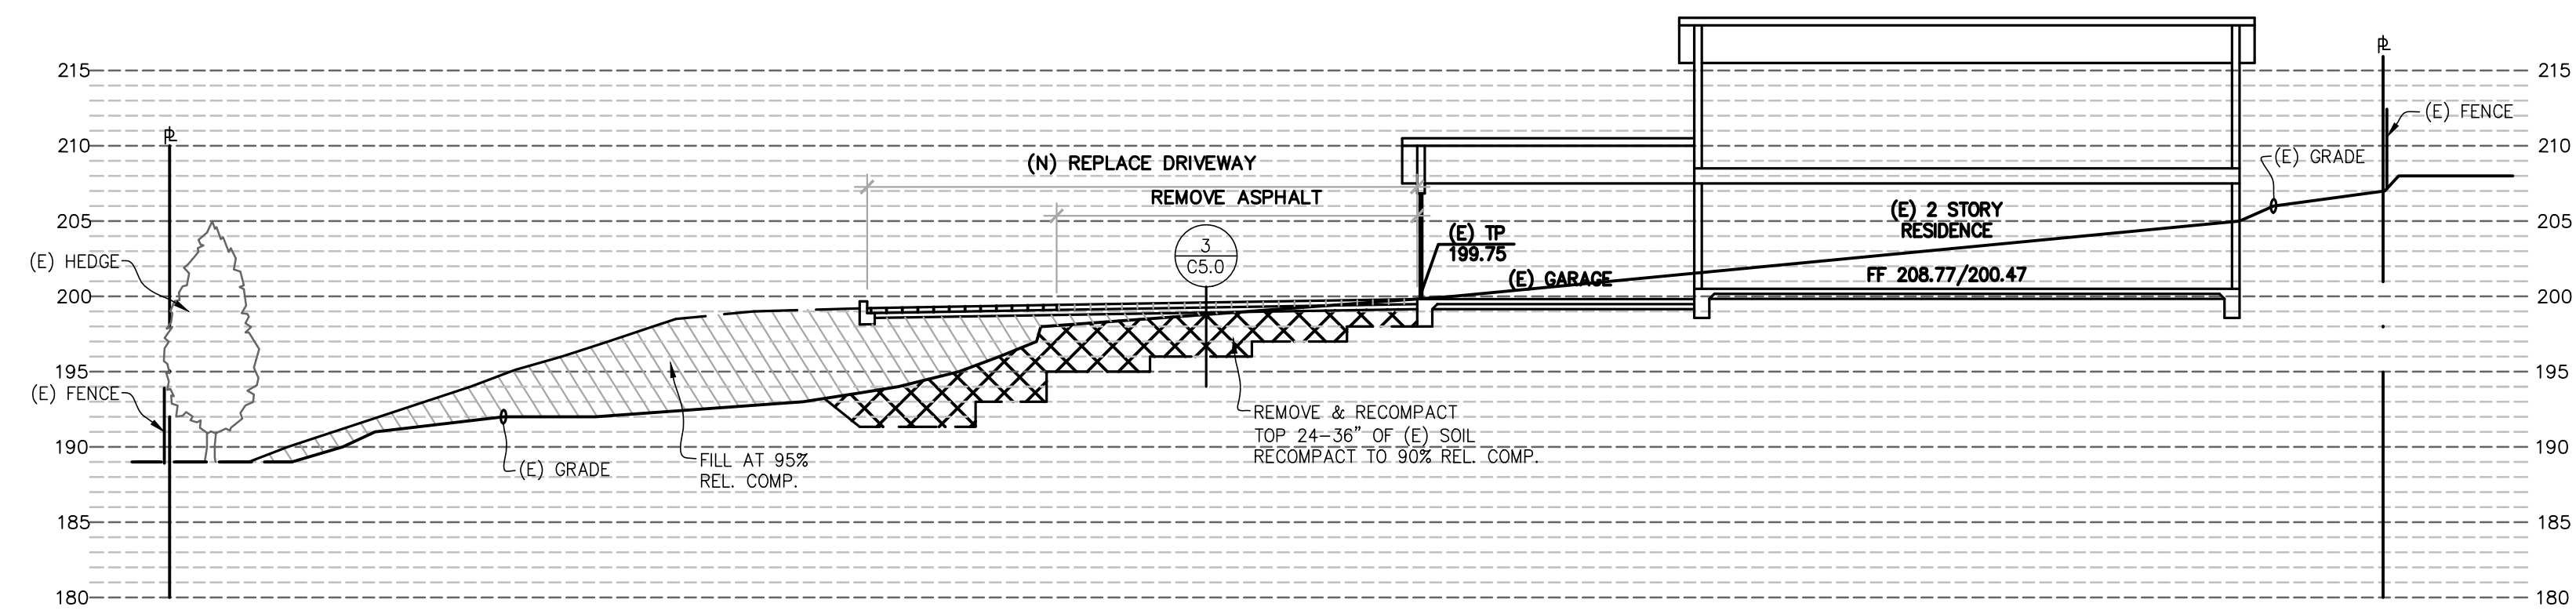 215
210
205
200
195
190
185
180
℄
(E) HEDGE
(E) FENCE
(E) GRADE
FILL AT 95%
REL. COMP.
(N) REPLACE DRIVEWAY
REMOVE ASPHALT
3
C5.0
REMOVE & RECOMPACT
TOP 24-36" OF (E) SOIL
RECOMPACT TO 90% REL. COMP.
(E) TP
199.75
(E) GARAGE
(E) 2 STORY
RESIDENCE
FF 208.77/200.47
(E) GRADE
℄
(E) FENCE
215
210
205
200
195
190
185
180